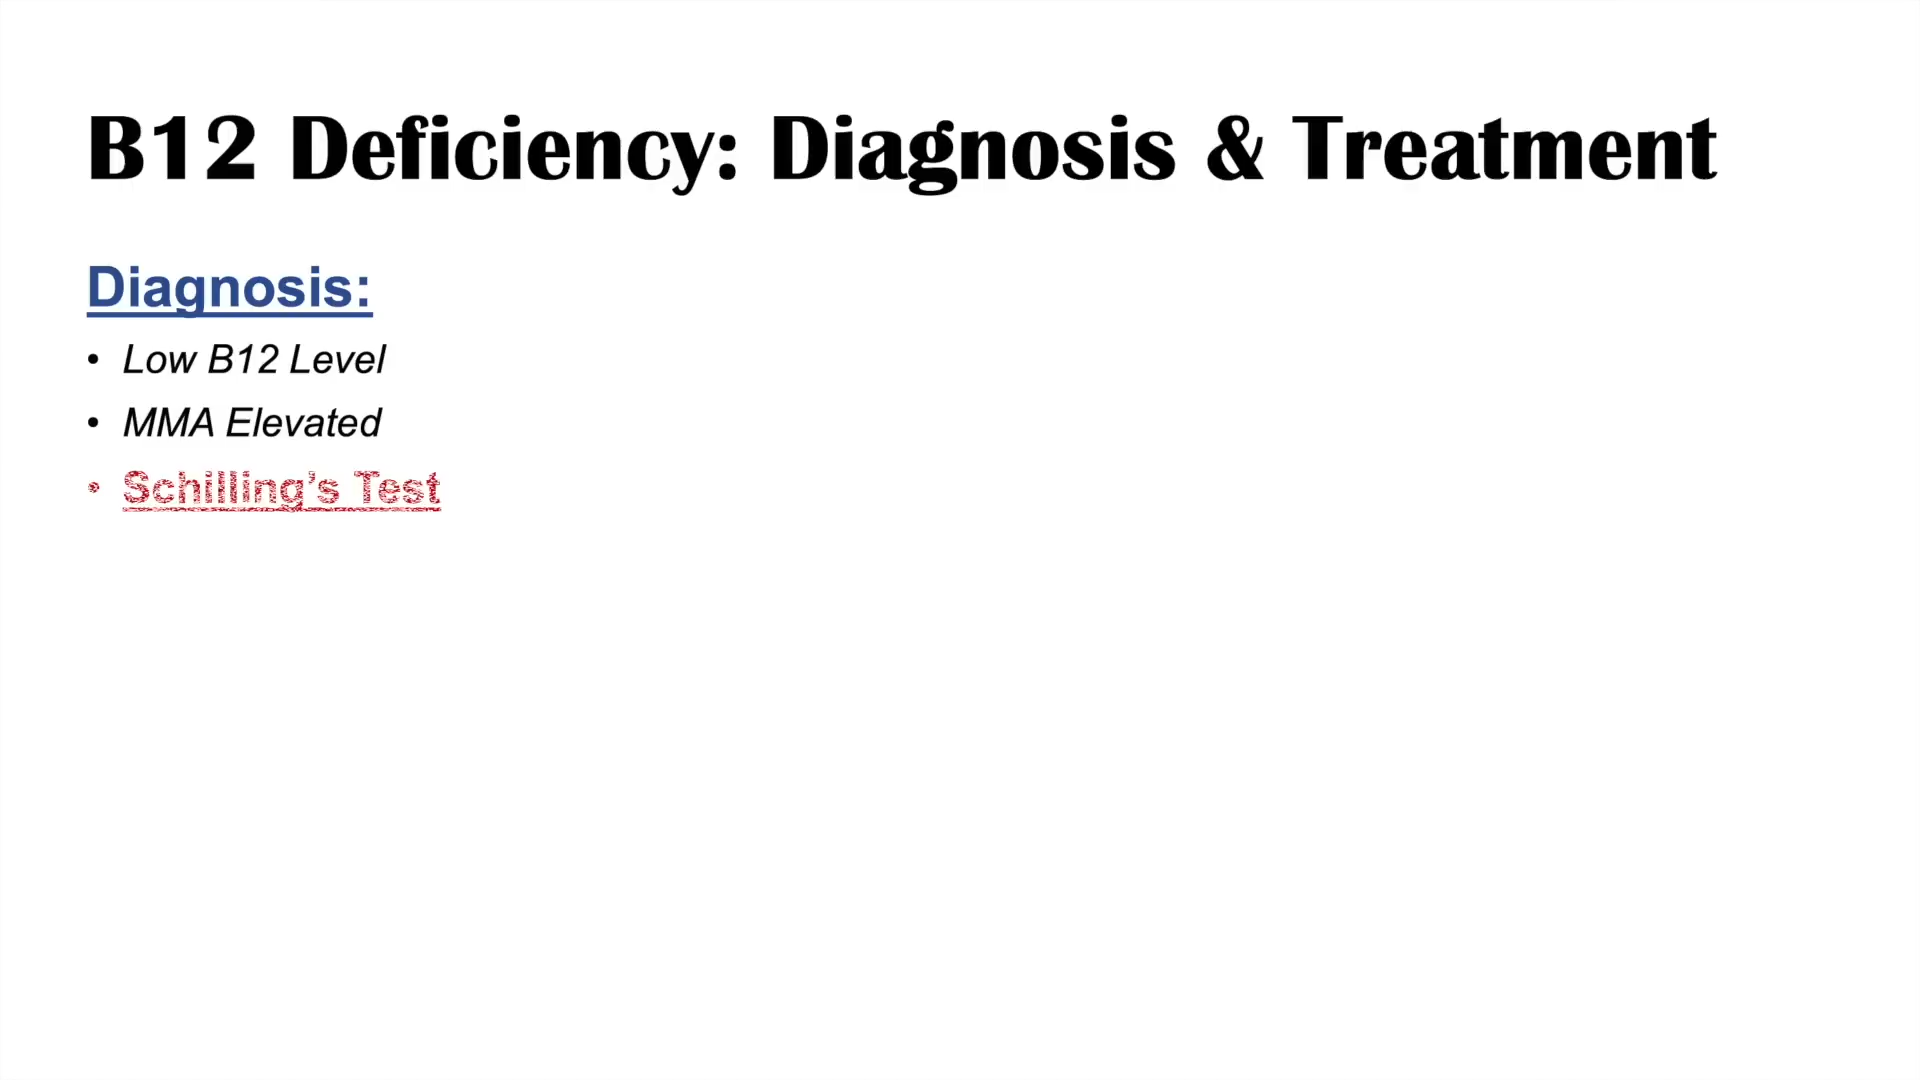 B12 Deficiency: Diagnosis & Treatment
Diagnosis:
• Low B12 Level
• MMA Elevated
• Schilling’s Test